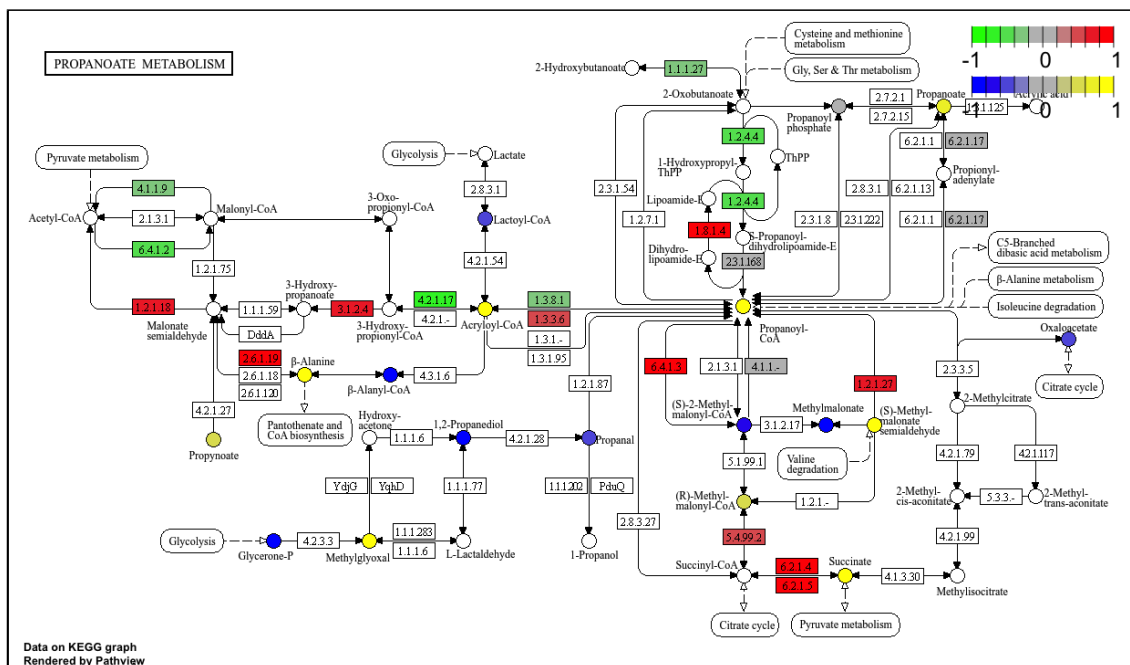 PROPANOATE METABOLISM
-1 0 1
-1 0 1
Cysteine and methionine
metabolism
Gly, Ser & Thr metabolism
2-Hydroxybutanoate
1.1.1.27
2-Oxobutanoate
Propanoyl
phosphate
2.7.2.1
2.7.2.15
Propanoate
1.3.1.125
Acrylic acid
Pyruvate metabolism
Glycolysis
Lactate
2.8.3.1
Lactoyl-CoA
4.2.1.54
3-Oxo-
propionyl-CoA
4.1.1.9
Acetyl-CoA
2.1.3.1
Malonyl-CoA
6.4.1.2
1.2.1.75
1.2.4.4
1-Hydroxypropyl-
ThPP
ThPP
Lipoamide-E
1.2.4.4
1.8.1.4
S-Propanoyl-
dihydrolipoamide-E
Dihydro-
lipoamide-E
2.3.1.168
2.3.1.54
1.2.7.1
2.3.1.8
2.3.1.222
2.8.3.1
6.2.1.13
6.2.1.1
6.2.1.17
Propionyl-
adenylate
6.2.1.1
6.2.1.17
C5-Branched
dibasic acid metabolism
β-Alanine metabolism
Isoleucine degradation
Oxaloacetate
Citrate cycle
1.2.1.18
Malonate
semialdehyde
1.1.1.59
DddA
3-Hydroxy-
propanoate
3.1.2.4
3-Hydroxy-
propionyl-CoA
4.2.1.17
4.2.1.-
Acryloyl-CoA
1.3.8.1
1.3.3.6
1.3.1.-
1.3.1.95
Propanoyl-
CoA
2.6.1.19
2.6.1.18
2.6.1.120
β-Alanine
β-Alanyl-CoA
4.3.1.6
Pantothenate and
CoA biosynthesis
4.2.1.27
Propynoate
1.2.1.87
6.4.1.3
2.1.3.1
4.1.1.-
1.2.1.27
2.3.3.5
(S)-2-Methyl-
malonyl-CoA
3.1.2.17
Methylmalonate
(S)-Methyl-
malonate
semialdehyde
Valine
degradation
2-Methylcitrate
4.2.1.79
4.2.1.117
2-Methyl-
cis-aconitate
5.3.3.-
2-Methyl-
trans-aconitate
4.2.1.99
Methylisocitrate
Hydroxy-
acetone
1.1.1.6
1,2-Propanediol
4.2.1.28
Propanal
YdjG
YqhD
1.1.1.77
1.1.1.202
PduQ
1-Propanol
5.1.99.1
(R)-Methyl-
malonyl-CoA
1.2.1.-
2.8.3.27
5.4.99.2
Glycolysis
Glycerone-P
4.2.3.3
Methylglyoxal
1.1.1.283
1.1.1.6
L-Lactaldehyde
Succinyl-CoA
6.2.1.4
6.2.1.5
Succinate
4.1.3.30
Citrate cycle
Pyruvate metabolism
Data on KEGG graph
Rendered by Pathview